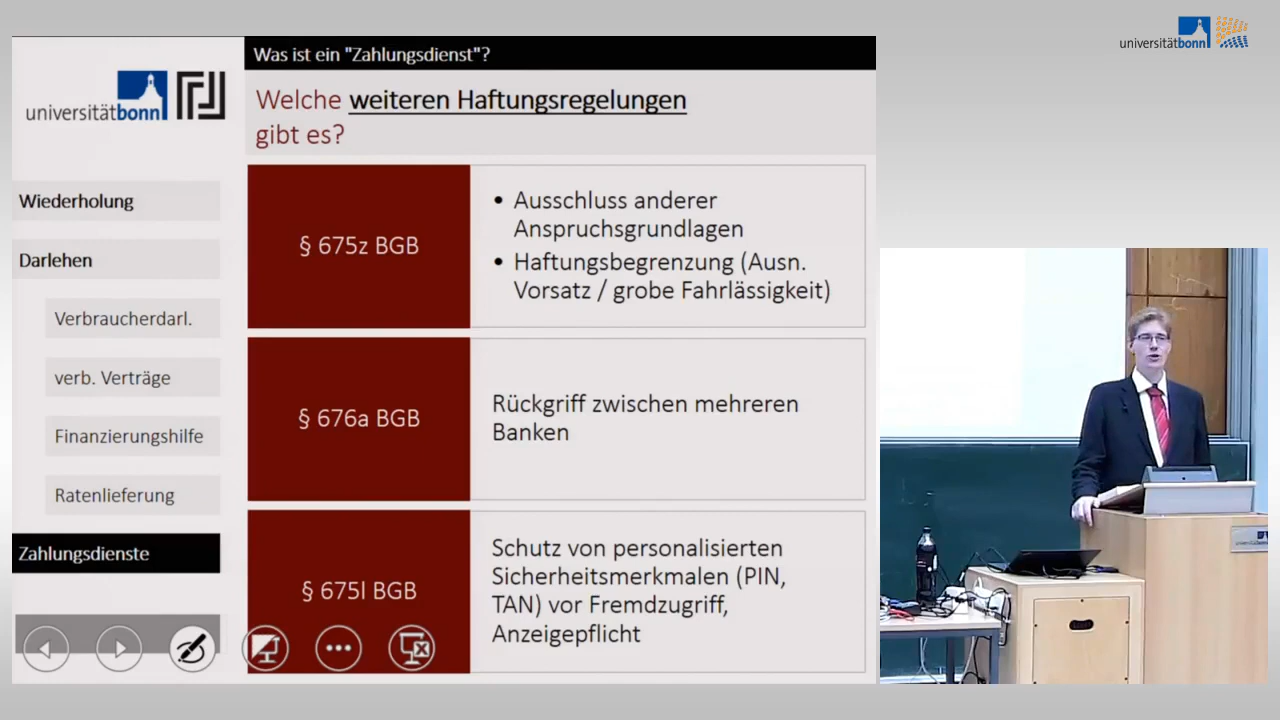 universitätbonn
Was ist ein "Zahlungsdienst"?
universitätbonn
Welche weiteren Haftungsregelungen
gibt es?
Wiederholung
Darlehen
Verbraucherdarl.
verb. Verträge
Finanzierungshilfe
Ratenlieferung
Zahlungsdienste
§ 675z BGB
• Ausschluss anderer
Anspruchsgrundlagen
• Haftungsbegrenzung (Ausn.
Vorsatz / grobe Fahrlässigkeit)
§ 676a BGB
Rückgriff zwischen mehreren
Banken
§ 675l BGB
Schutz von personalisierten
Sicherheitsmerkmalen (PIN,
TAN) vor Fremdzugriff,
Anzeigepflicht